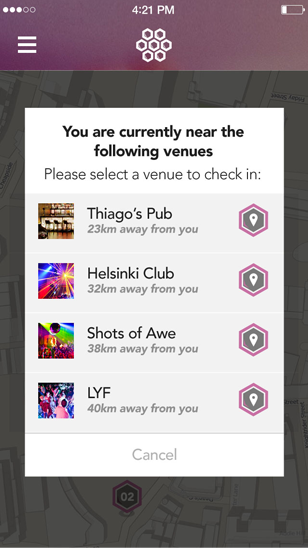 4:21 PM
You are currently near the
following venues
Please select a venue to check in:
Thiago's Pub
23km away from you
Helsinki Club
32km away from you
Shots of Awe
38km away from you
LYF
40km away from you
Cancel
02